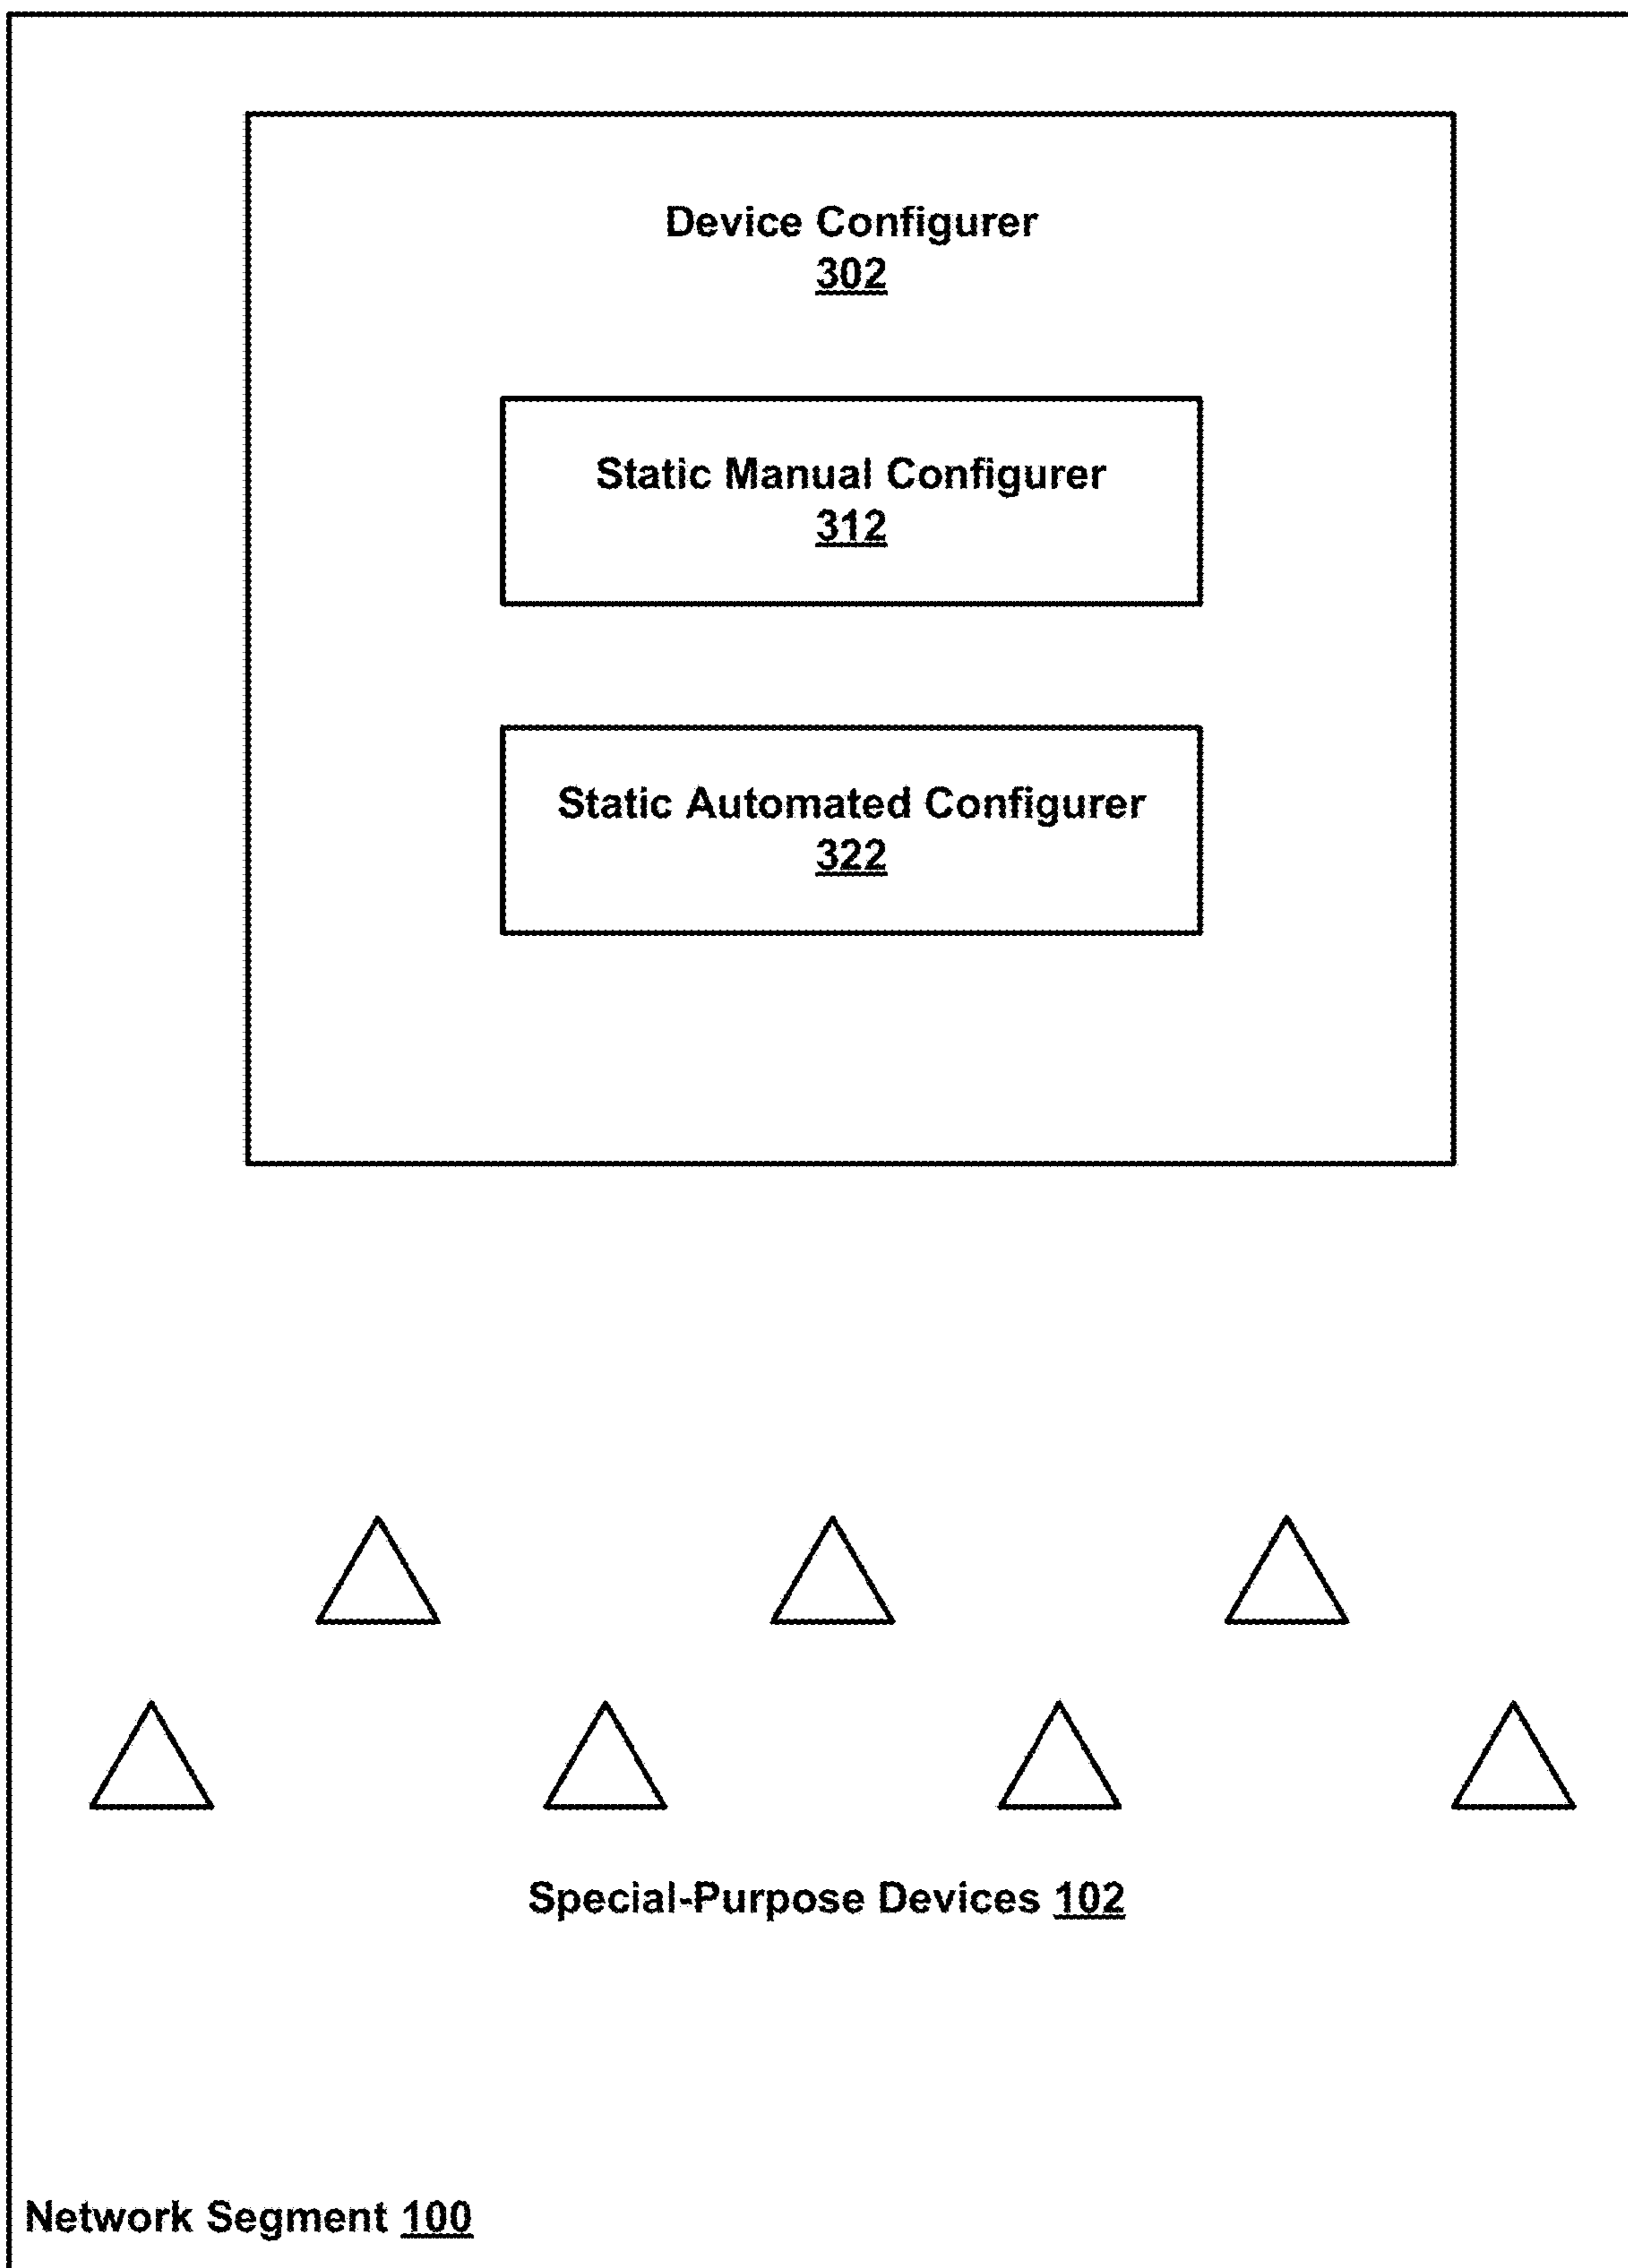 Device Configurer
302
Static Manual Configurer
312
Static Automated Configurer
322
Special-Purpose Devices 102
Network Segment 100